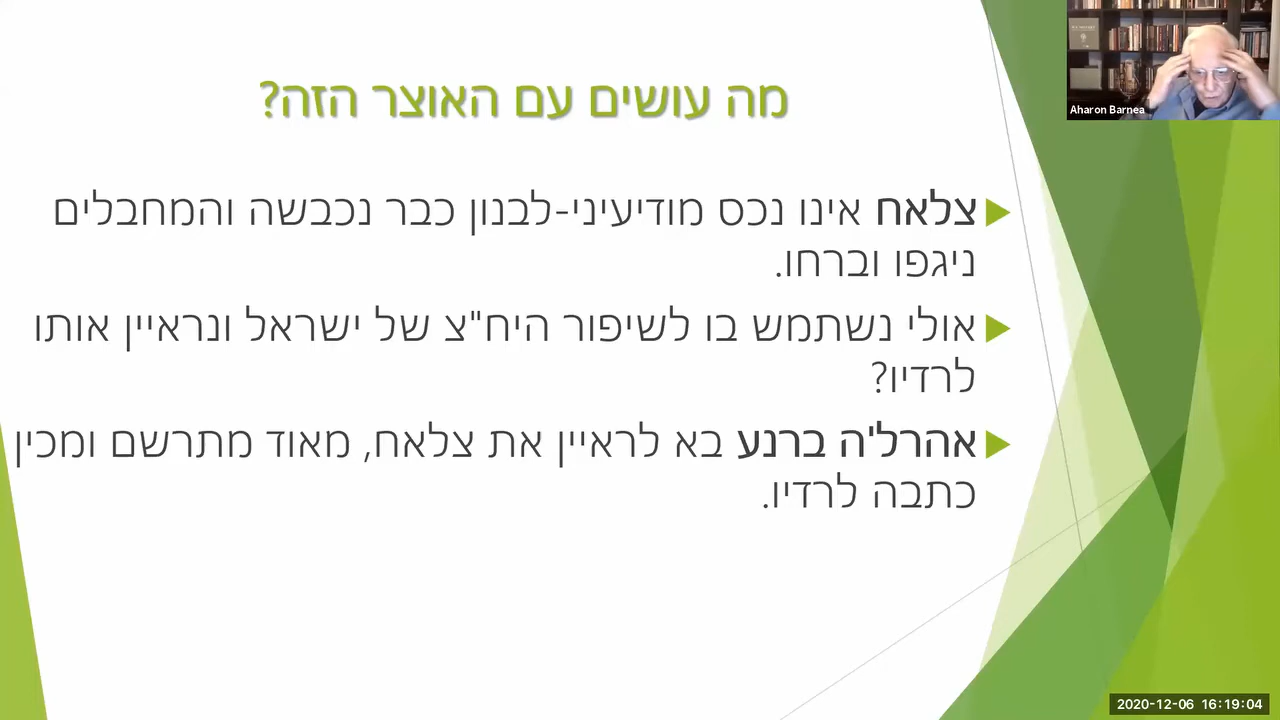 מה עושים עם האוצר הזה?
צלאח אינו נכס מודיעיני-לבנון כבר נכבשה והמחבלים
ניגפו וברחו.
אולי נשתמש בו לשיפור היח"צ של ישראל ונראיין אותו
לרדיו?
אהרל'ה ברנע בא לראיין את צלאח, מאוד מתרשם ומכין
כתבה לרדיו.
Aharon Barnea
2020-12-06 16:19:04